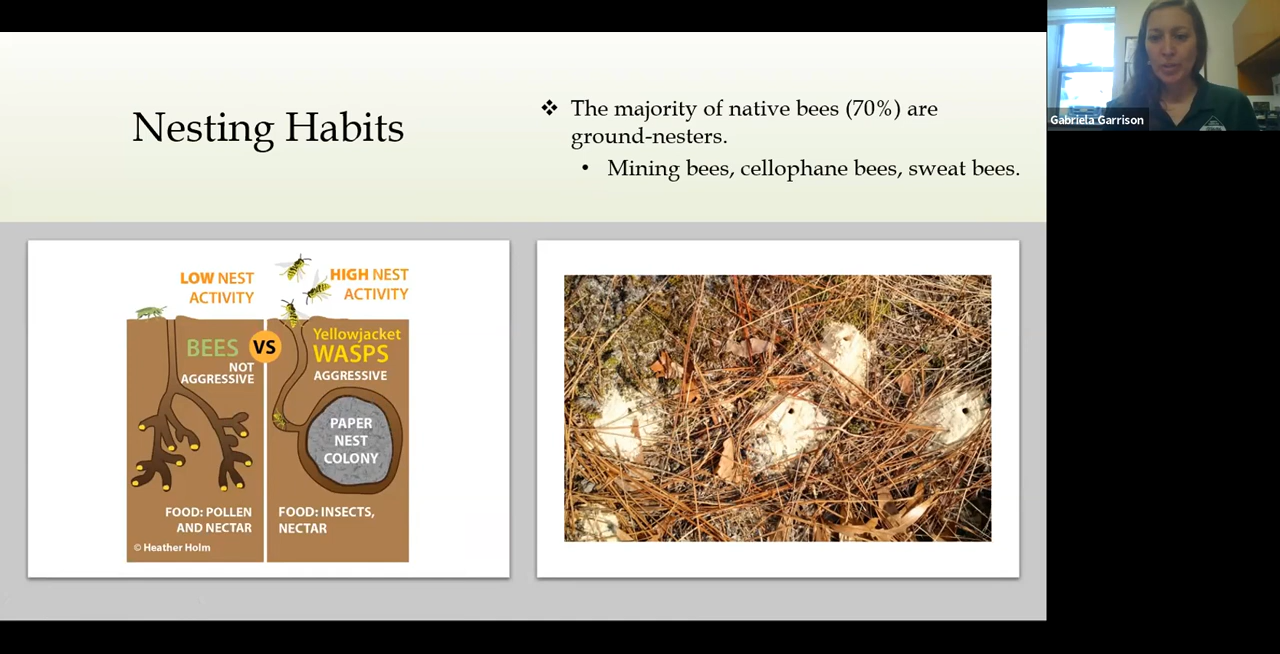 Nesting Habits
❖ The majority of native bees (70%) are
ground-nesters.
• Mining bees, cellophane bees, sweat bees.
Gabriela Garrison
LOW NEST
ACTIVITY
HIGH NEST
ACTIVITY
BEES
NOT
AGGRESSIVE
VS
Yellowjacket
WASPS
AGGRESSIVE
PAPER
NEST
COLONY
FOOD: POLLEN
AND NECTAR
FOOD: INSECTS,
NECTAR
© Heather Holm